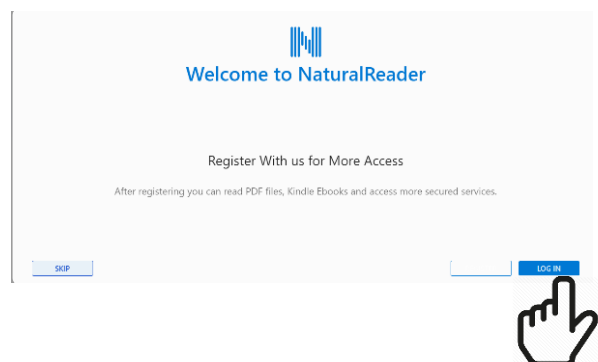 Welcome to NaturalReader
Register With us for More Access
After registering you can read PDF files, Kindle Ebooks and access more secured services.
SKIP
LOG IN